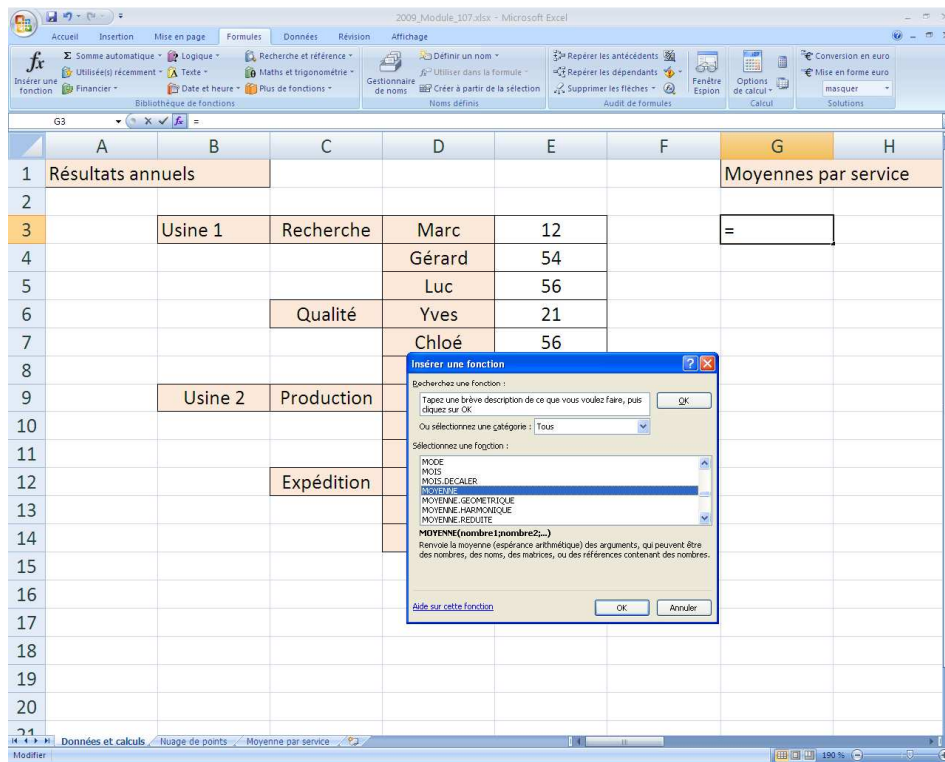 2009_Module_107.xlsx - Microsoft Excel
Accueil Insertion Mise en page Formules Données Révision Affichage
fx Insérer une fonction
Σ Somme automatique
Utilisée(s) récemment
Financier
Logique
Texte
Date et heure
Recherche et référence
Maths et trigonométrie
Plus de fonctions
Bibliothèque de fonctions
Gestionnaire de noms
Définir un nom
Utiliser dans la formule
Créer à partir de la sélection
Noms définis
Repérer les antécédents
Repérer les dépendants
Supprimer les flèches
Fenêtre Espion
Audit de formules
Options de calcul
Calcul
Conversion en euro
Mise en forme euro
masquer
Solutions
G3 fx =
A B C D E F G H
1 Résultats annuels Moyennes par service
2
3 Usine 1 Recherche Marc 12 =
4 Gérard 54
5 Luc 56
6 Qualité Yves 21
7 Chloé 56
8
9 Usine 2 Production
10
11
12 Expédition
13
14
15
16
17
18
19
20
21
Insérer une fonction
Recherchez une fonction :
Tapez une brève description de ce que vous voulez faire, puis
cliquez sur OK
OK
Ou sélectionnez une catégorie : Tous
Sélectionnez une fonction :
MODE
MOIS
MOIS.DECALER
MOYENNE
MOYENNE.GEOMETRIQUE
MOYENNE.HARMONIQUE
MOYENNE.REDUITE
MOYENNE(nombre1;nombre2;...)
Renvoie la moyenne (espérance arithmétique) des arguments, qui peuvent être
des nombres, des noms, des matrices, ou des références contenant des nombres.
Aide sur cette fonction
OK Annuler
Données et calculs Nuage de points Moyenne par service
Modifier 190 %